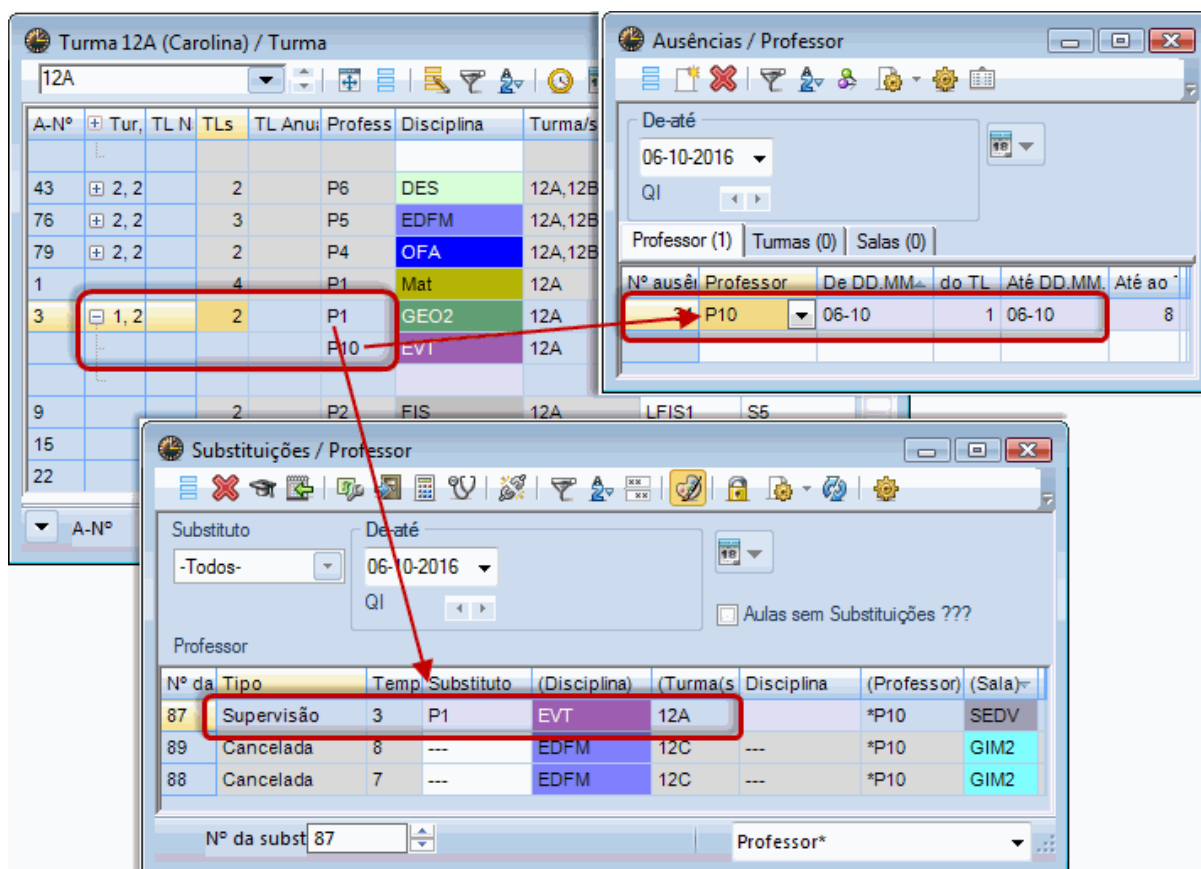 Turma 12A (Carolina) / Turma
12A
A-Nº Tur, TL N TLs TL Anua Profess Disciplina Turma/s
43 2, 2 2 P6 DES 12A,12B
76 2, 2 3 P5 EDFM 12A,12B
79 2, 2 2 P4 OFA 12A,12B
1 4 P1 Mat 12A
3 1, 2 2 P1 GEO2 12A
P10 EVT 12A
9 2 P2 FIS 12A LFIS1 S5
15
22
A-Nº
Ausências / Professor
De-até
06-10-2016
QI
Professor (1) Turmas (0) Salas (0)
Nº ausê Professor De DD.MM do TL Até DD.MM. Até ao
P10 06-10 1 06-10 8
Substituições / Professor
Substituto De-até
-Todos- 06-10-2016
QI
Aulas sem Substituições ???
Professor
Nº da Tipo Temp Substituto (Disciplina) (Turma(s Disciplina (Professor) (Sala)
87 Supervisão 3 P1 EVT 12A *P10 SEDV
89 Cancelada 8 --- EDFM 12C --- *P10 GIM2
88 Cancelada 7 --- EDFM 12C --- *P10 GIM2
Nº da subst 87 Professor*